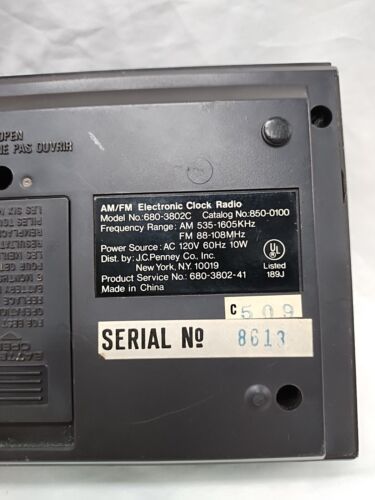 OPEN
NE PAS OUVRIR
AM/FM Electronic Clock Radio
Model No.:680-3802C Catalog No:850-0100
Frequency Range: AM 535-1605KHz
FM 88-108MHz
Power Source: AC 120V 60Hz 10W
Dist. by: J.C.Penney Co., Inc.
New York, N.Y. 10019
Product Service No.: 680-3802-41
Made in China
UL
Listed
189J
C 509
SERIAL No 8613